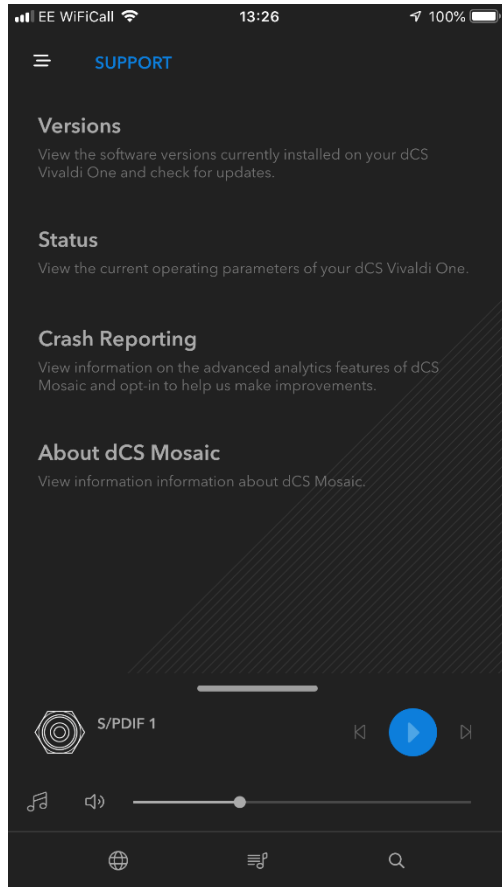 EE WiFiCall 13:26 100%
SUPPORT
Versions
View the software versions currently installed on your dCS
Vivaldi One and check for updates.
Status
View the current operating parameters of your dCS Vivaldi One.
Crash Reporting
View information on the advanced analytics features of dCS
Mosaic and opt-in to help us make improvements.
About dCS Mosaic
View information information about dCS Mosaic.
S/PDIF 1